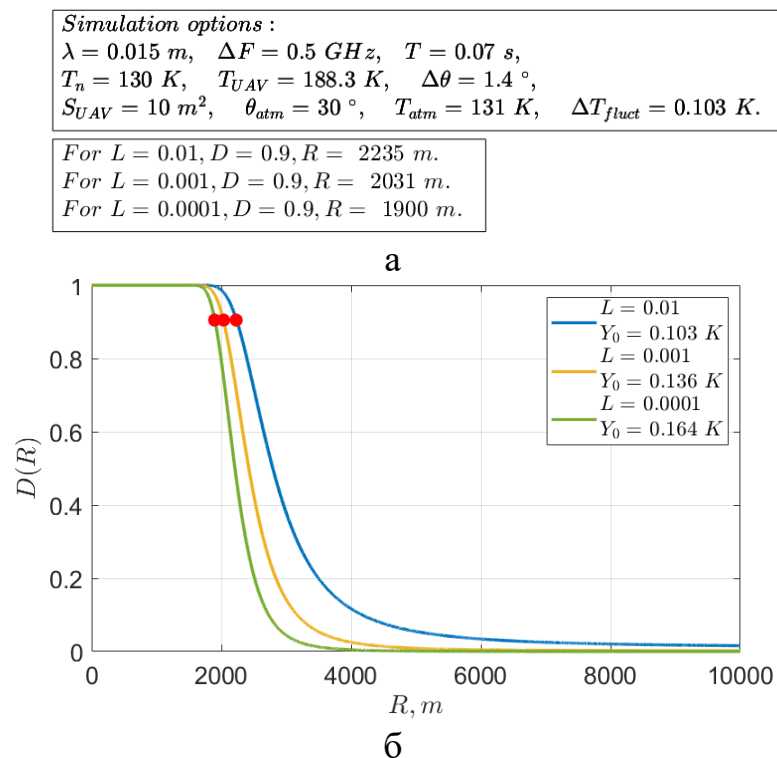 Simulation options :
λ = 0.015 m, ΔF = 0.5 GHz, T = 0.07 s,
T_n = 130 K, T_UAV = 188.3 K, Δθ = 1.4 °,
S_UAV = 10 m², θ_atm = 30 °, T_atm = 131 K, ΔT_fluct = 0.103 K.
For L = 0.01, D = 0.9, R = 2235 m.
For L = 0.001, D = 0.9, R = 2031 m.
For L = 0.0001, D = 0.9, R = 1900 m.
а
1
0.8
0.6
0.4
0.2
0
D(R)
L = 0.01
Y₀ = 0.103 K
L = 0.001
Y₀ = 0.136 K
L = 0.0001
Y₀ = 0.164 K
0 2000 4000 6000 8000 10000
R, m
б